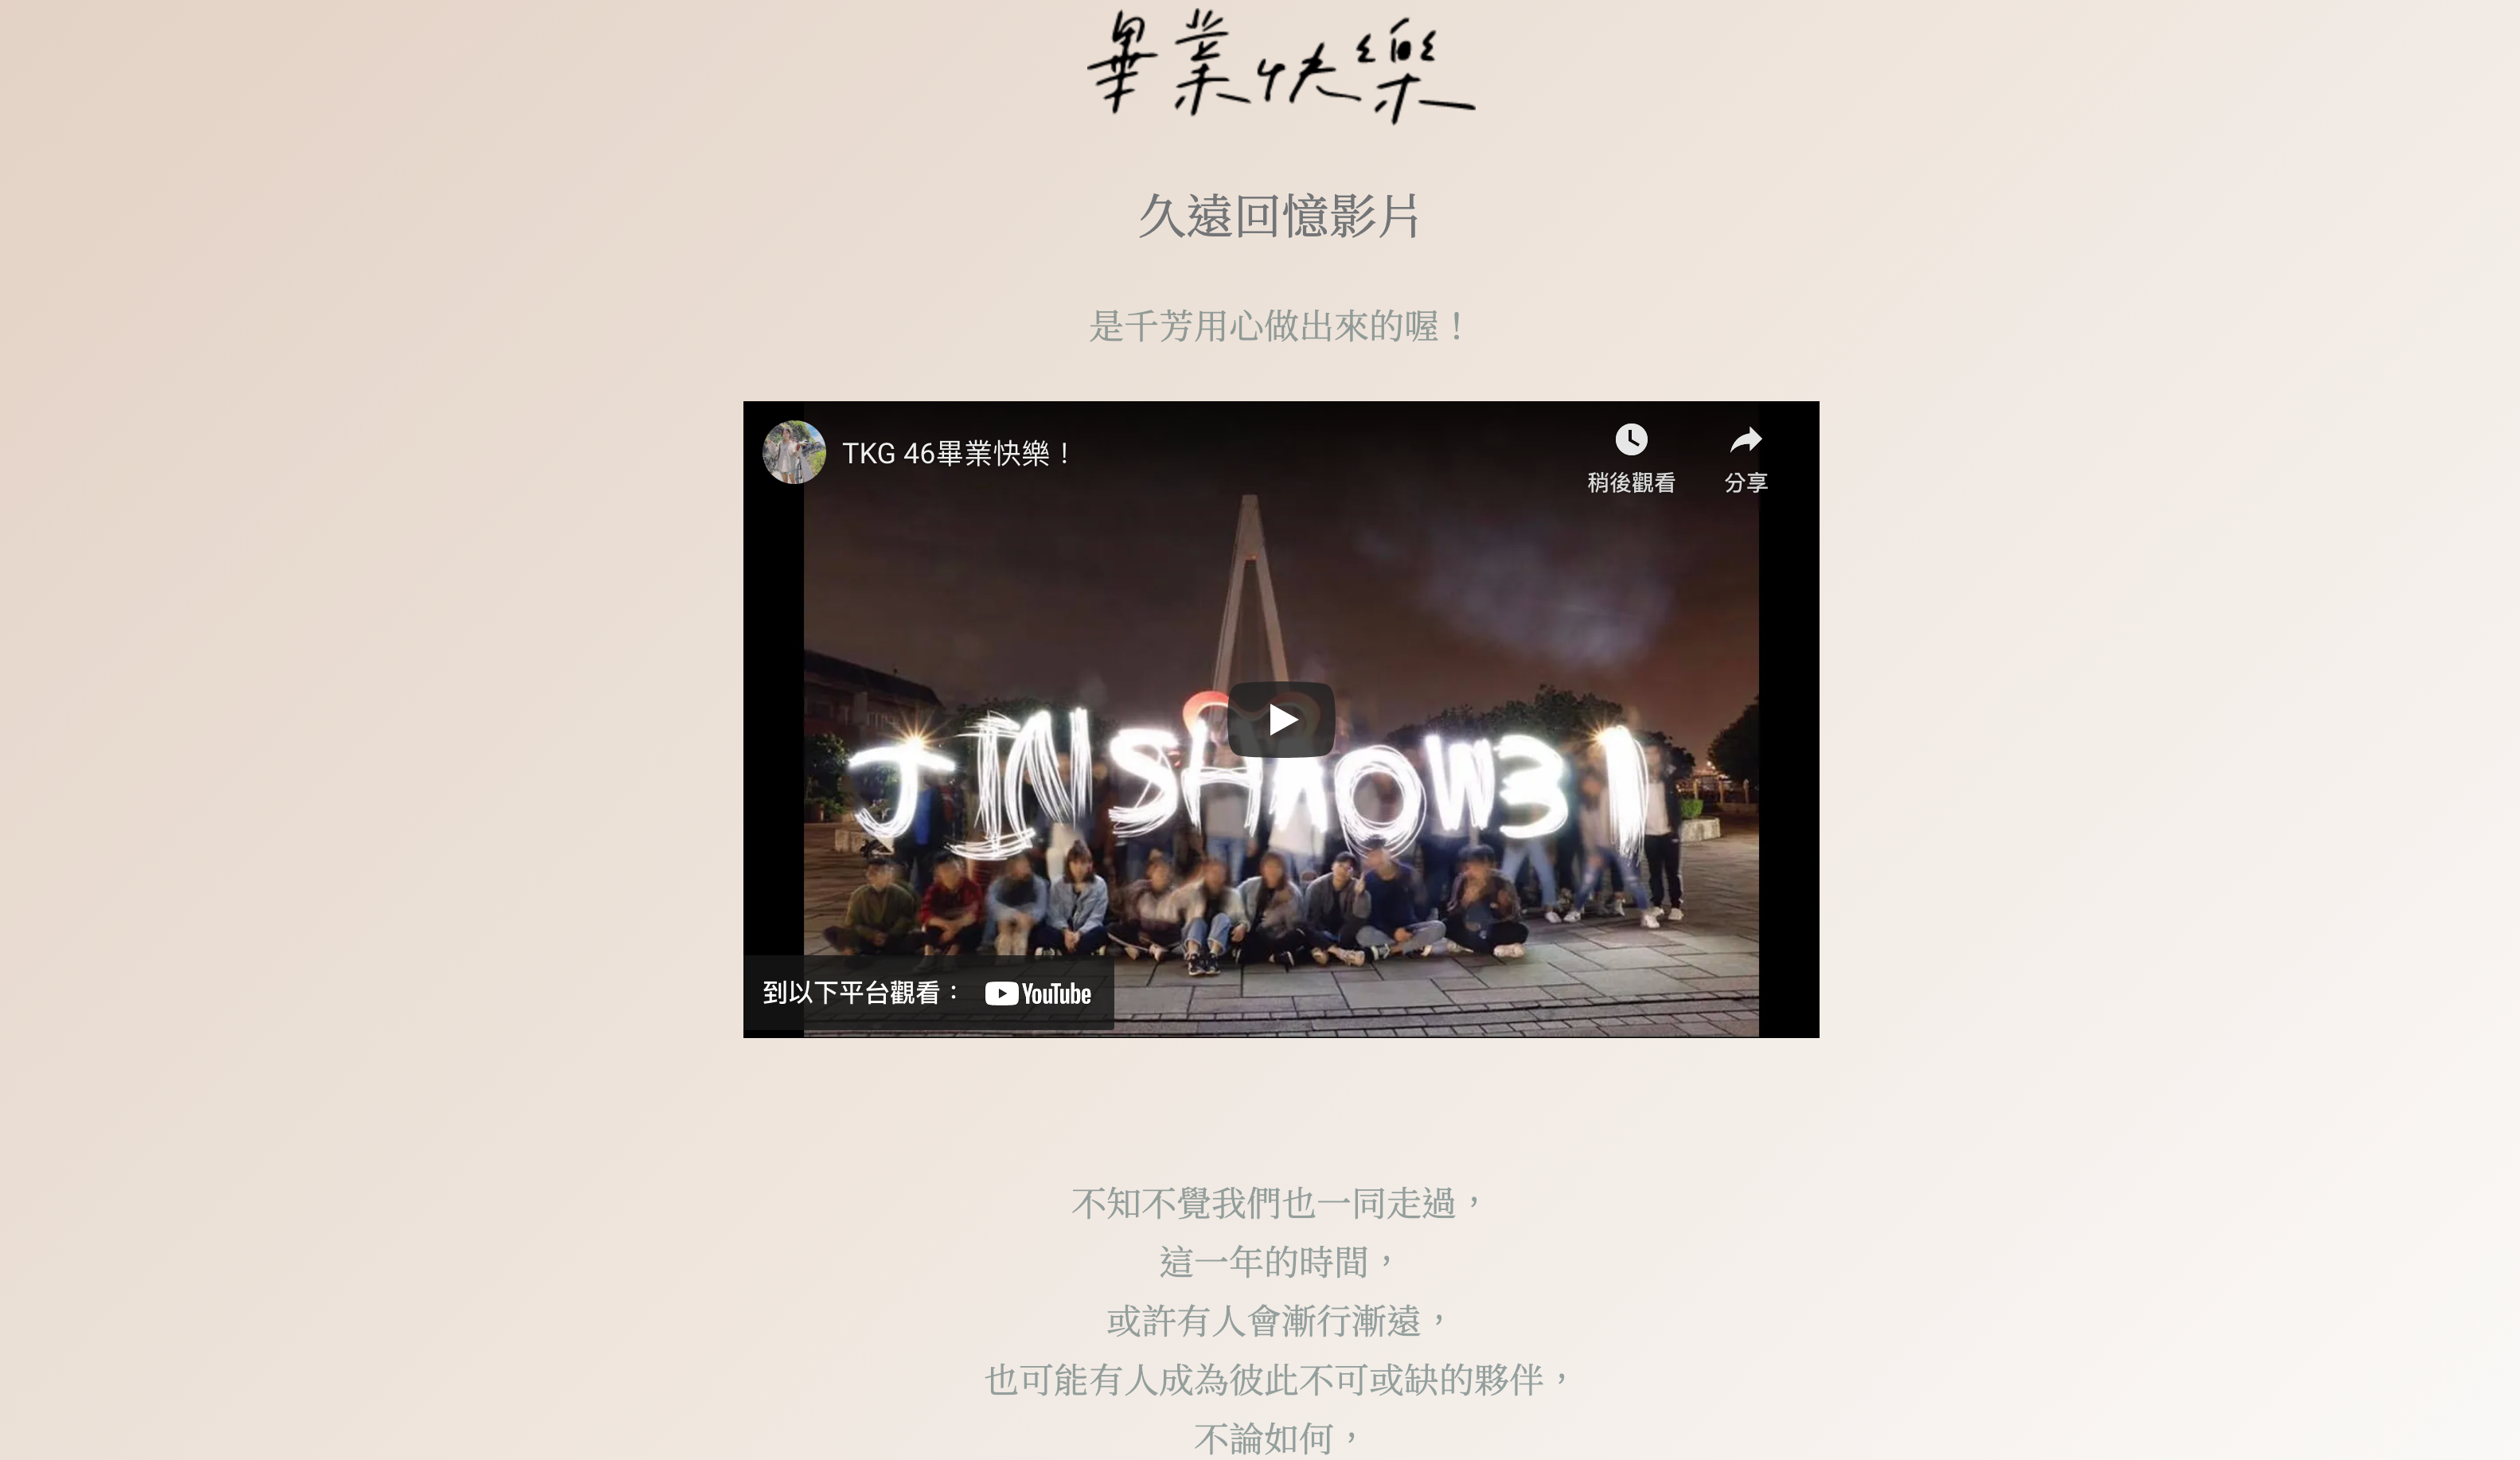 畢業快樂
久遠回憶影片
是千芳用心做出來的喔！
TKG 46畢業快樂！
稍後觀看
分享
JINSHAOW31
到以下平台觀看：
YouTube
不知不覺我們也一同走過，
這一年的時間，
或許有人會漸行漸遠，
也可能有人成為彼此不可或缺的夥伴，
不論如何，